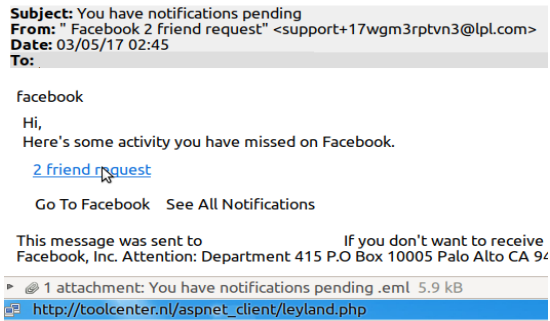 Subject: You have notifications pending
From: " Facebook 2 friend request" <support+17wgm3rptvn3@lpl.com>
Date: 03/05/17 02:45
To:
facebook
Hi,
Here's some activity you have missed on Facebook.
2 friend request
Go To Facebook See All Notifications
This message was sent to If you don't want to receive
Facebook, Inc. Attention: Department 415 P.O Box 10005 Palo Alto CA 94
1 attachment: You have notifications pending .eml 5.9 kB
http://toolcenter.nl/aspnet_client/leyland.php